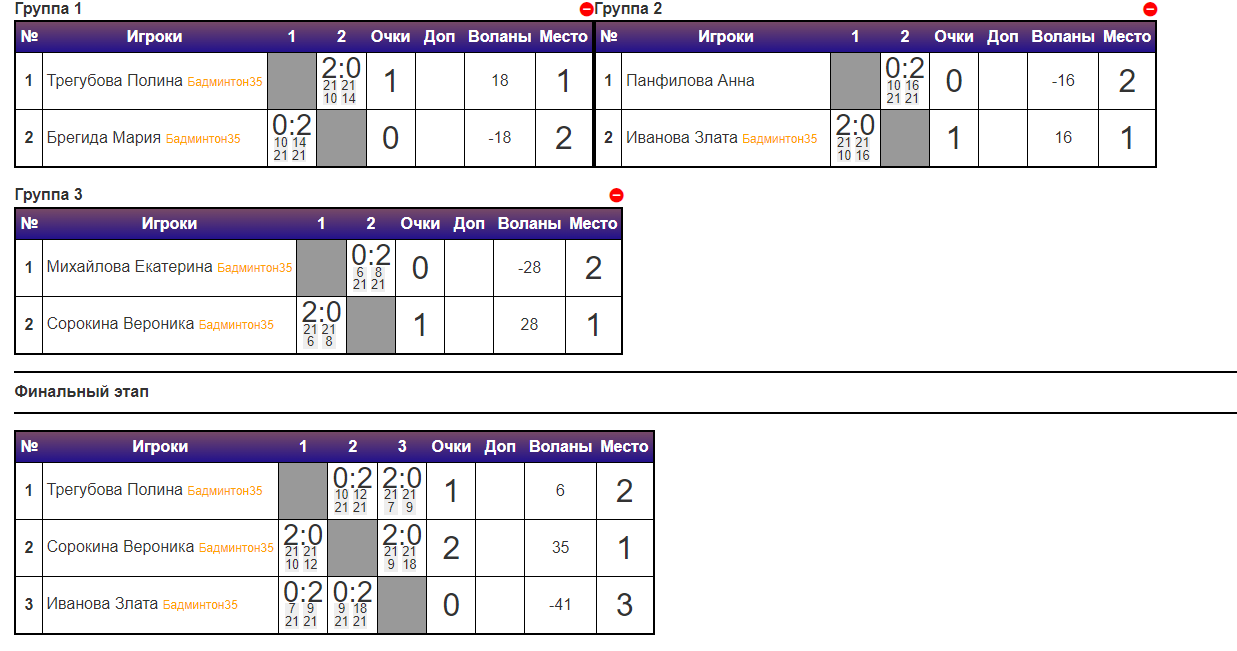 Группа 1
№ Игроки 1 2 Очки Доп Воланы Место
1 Трегубова Полина Бадминтон35 2:0 1 18 1
21 21
10 14
2 Брегида Мария Бадминтон35 0:2 0 -18 2
10 14
21 21
Группа 2
№ Игроки 1 2 Очки Доп Воланы Место
1 Панфилова Анна 0:2 0 -16 2
10 16
21 21
2 Иванова Злата Бадминтон35 2:0 1 16 1
21 21
10 16
Группа 3
№ Игроки 1 2 Очки Доп Воланы Место
1 Михайлова Екатерина Бадминтон35 0:2 0 -28 2
6 8
21 21
2 Сорокина Вероника Бадминтон35 2:0 1 28 1
21 21
6 8
Финальный этап
№ Игроки 1 2 3 Очки Доп Воланы Место
1 Трегубова Полина Бадминтон35 0:2 2:0 1 6 2
10 12 21 21
21 21 7 9
2 Сорокина Вероника Бадминтон35 2:0 2:0 2 35 1
21 21 21 21
10 12 9 18
3 Иванова Злата Бадминтон35 0:2 0:2 0 -41 3
7 9 9 18
21 21 21 21